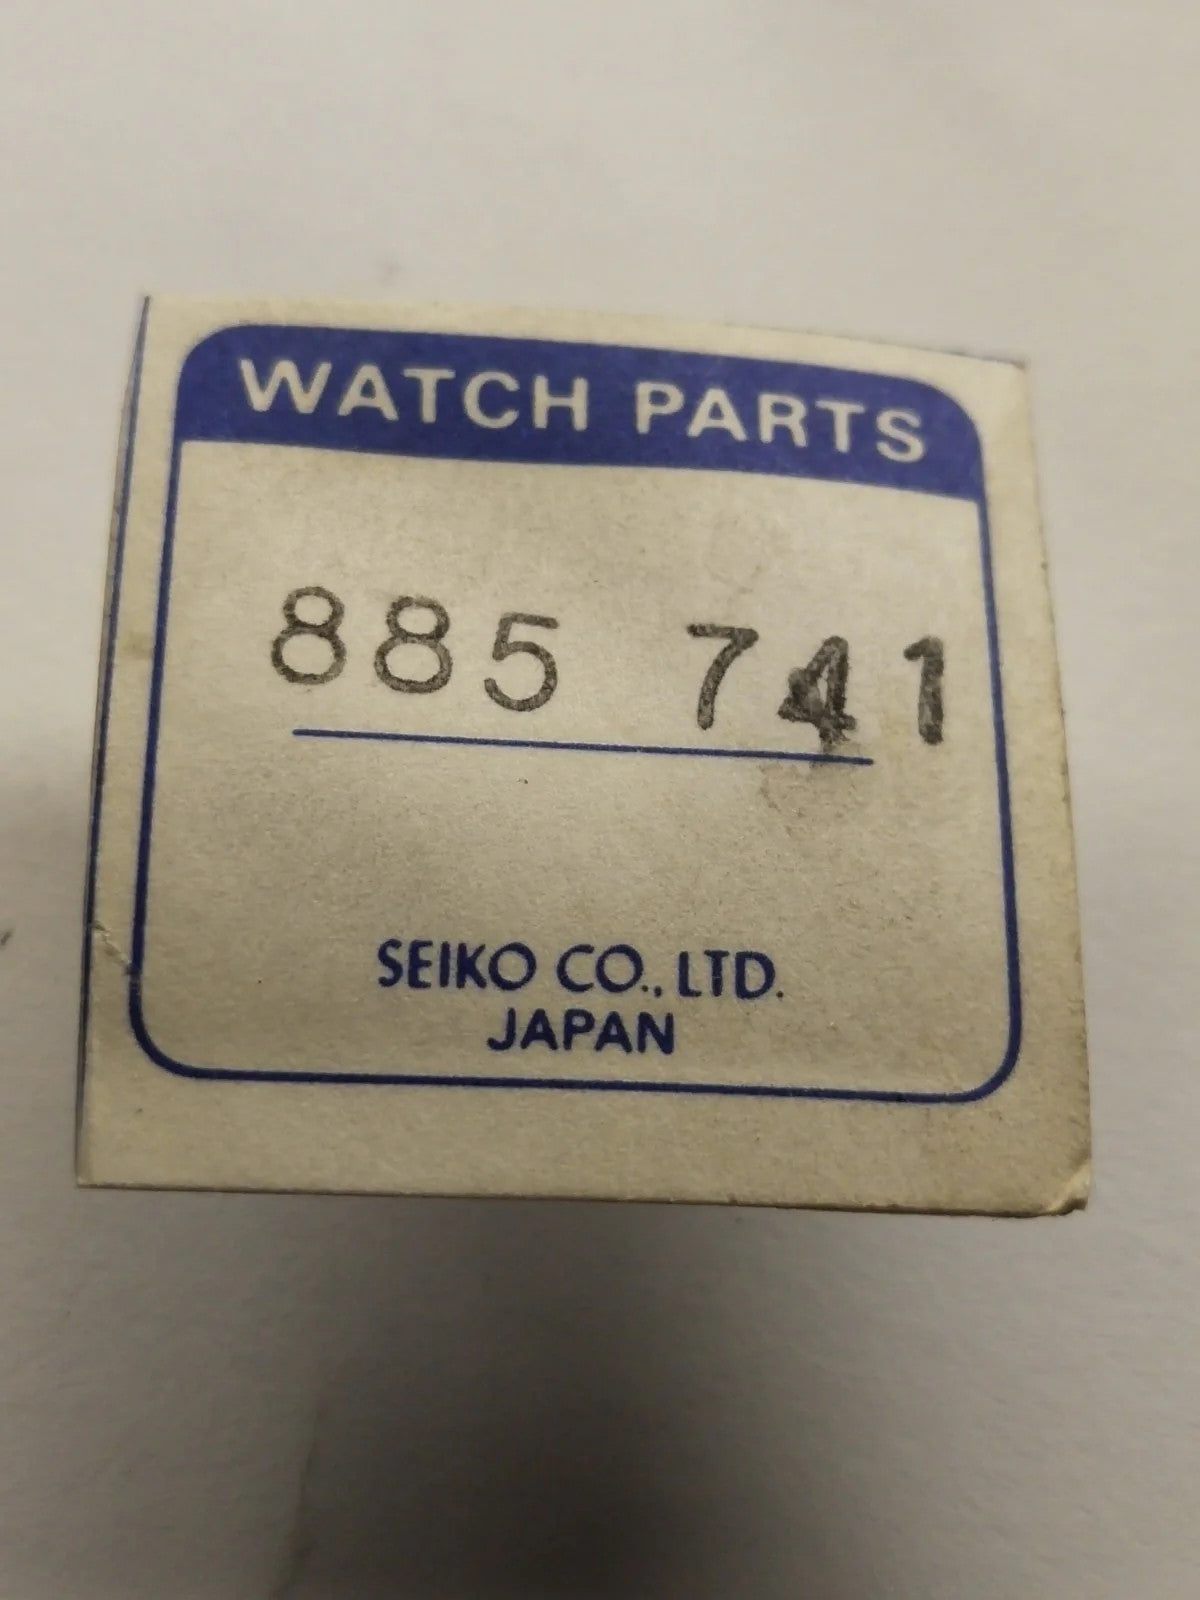 WATCH PARTS
885 741
SEIKO CO., LTD.
JAPAN